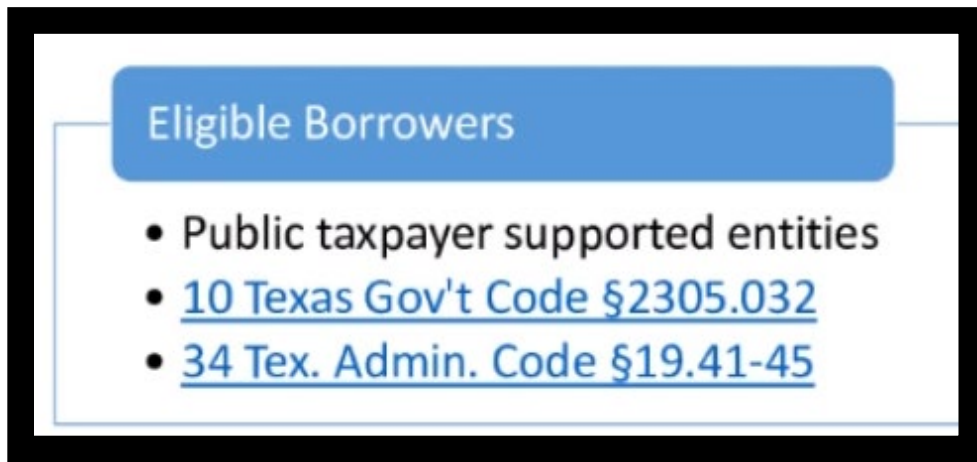 Eligible Borrowers
• Public taxpayer supported entities
• 10 Texas Gov't Code §2305.032
• 34 Tex. Admin. Code §19.41-45